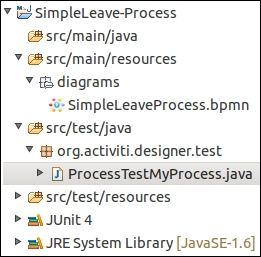 SimpleLeave-Process
src/main/java
src/main/resources
diagrams
SimpleLeaveProcess.bpmn
src/test/java
org.activiti.designer.test
ProcessTestMyProcess.java
src/test/resources
JUnit 4
JRE System Library [JavaSE-1.6]